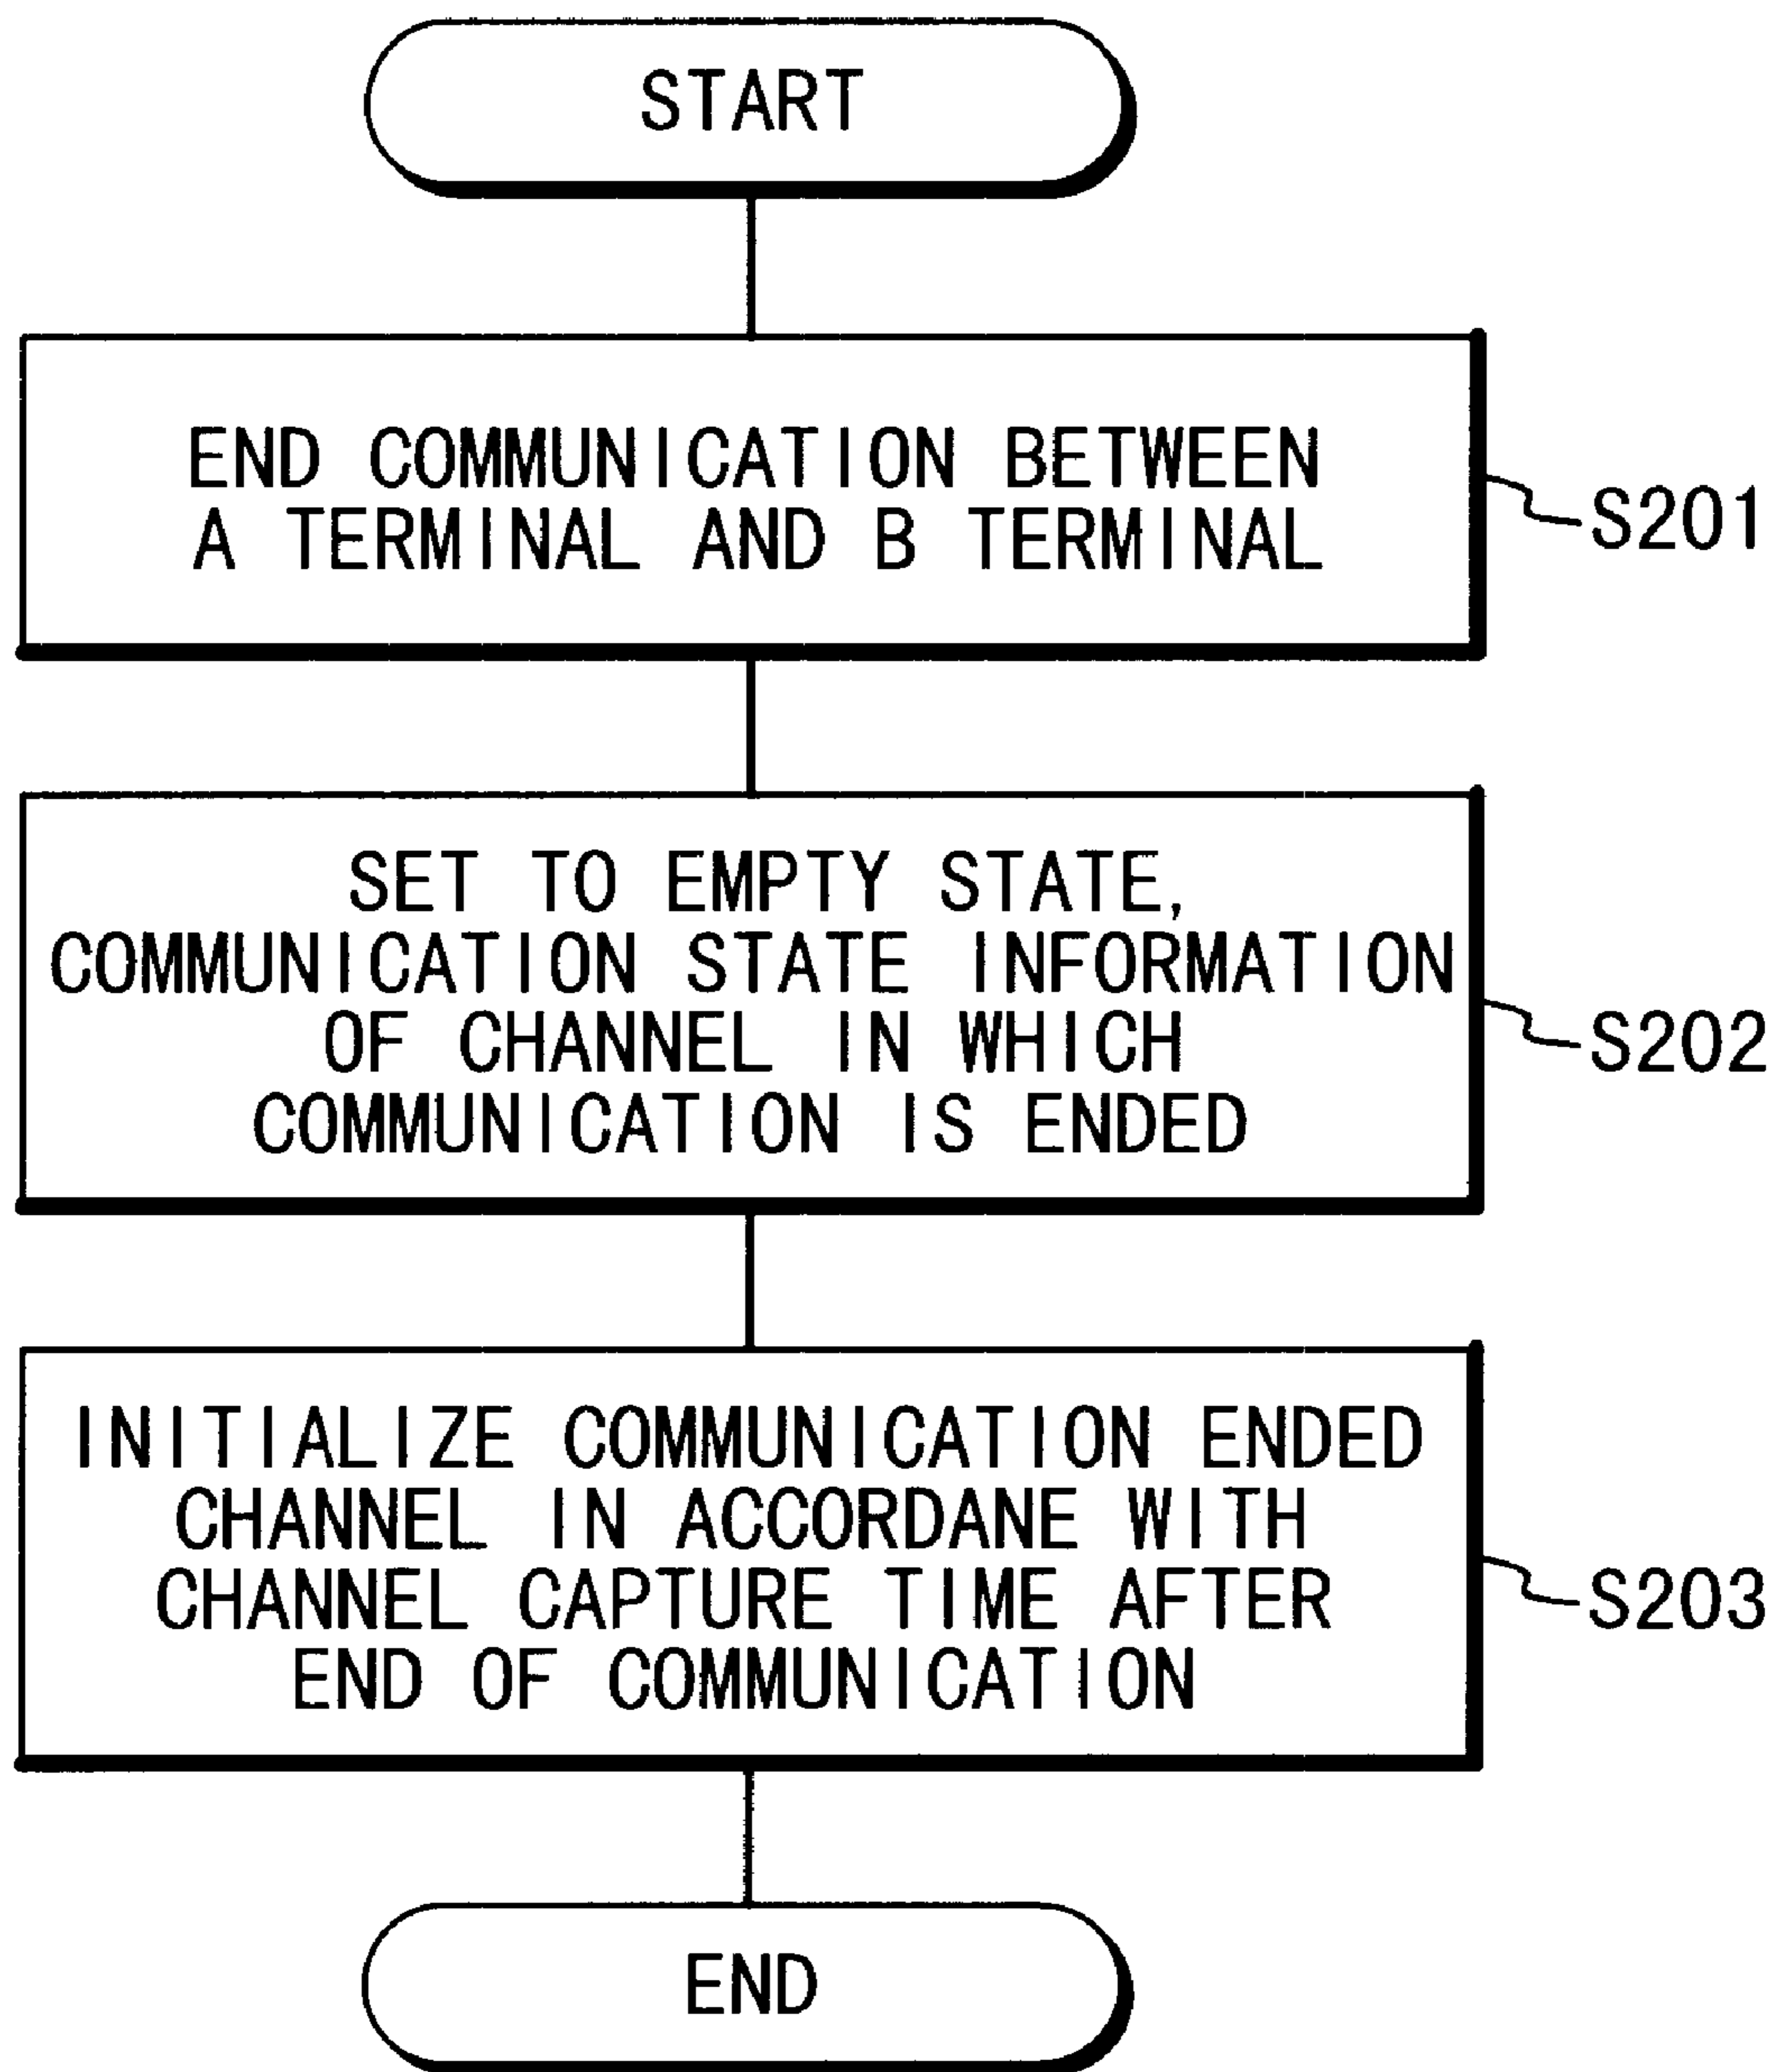 START
END COMMUNICATION BETWEEN
A TERMINAL AND B TERMINAL
S201
SET TO EMPTY STATE,
COMMUNICATION STATE INFORMATION
OF CHANNEL IN WHICH
COMMUNICATION IS ENDED
S202
INITIALIZE COMMUNICATION ENDED
CHANNEL IN ACCORDANE WITH
CHANNEL CAPTURE TIME AFTER
END OF COMMUNICATION
S203
END